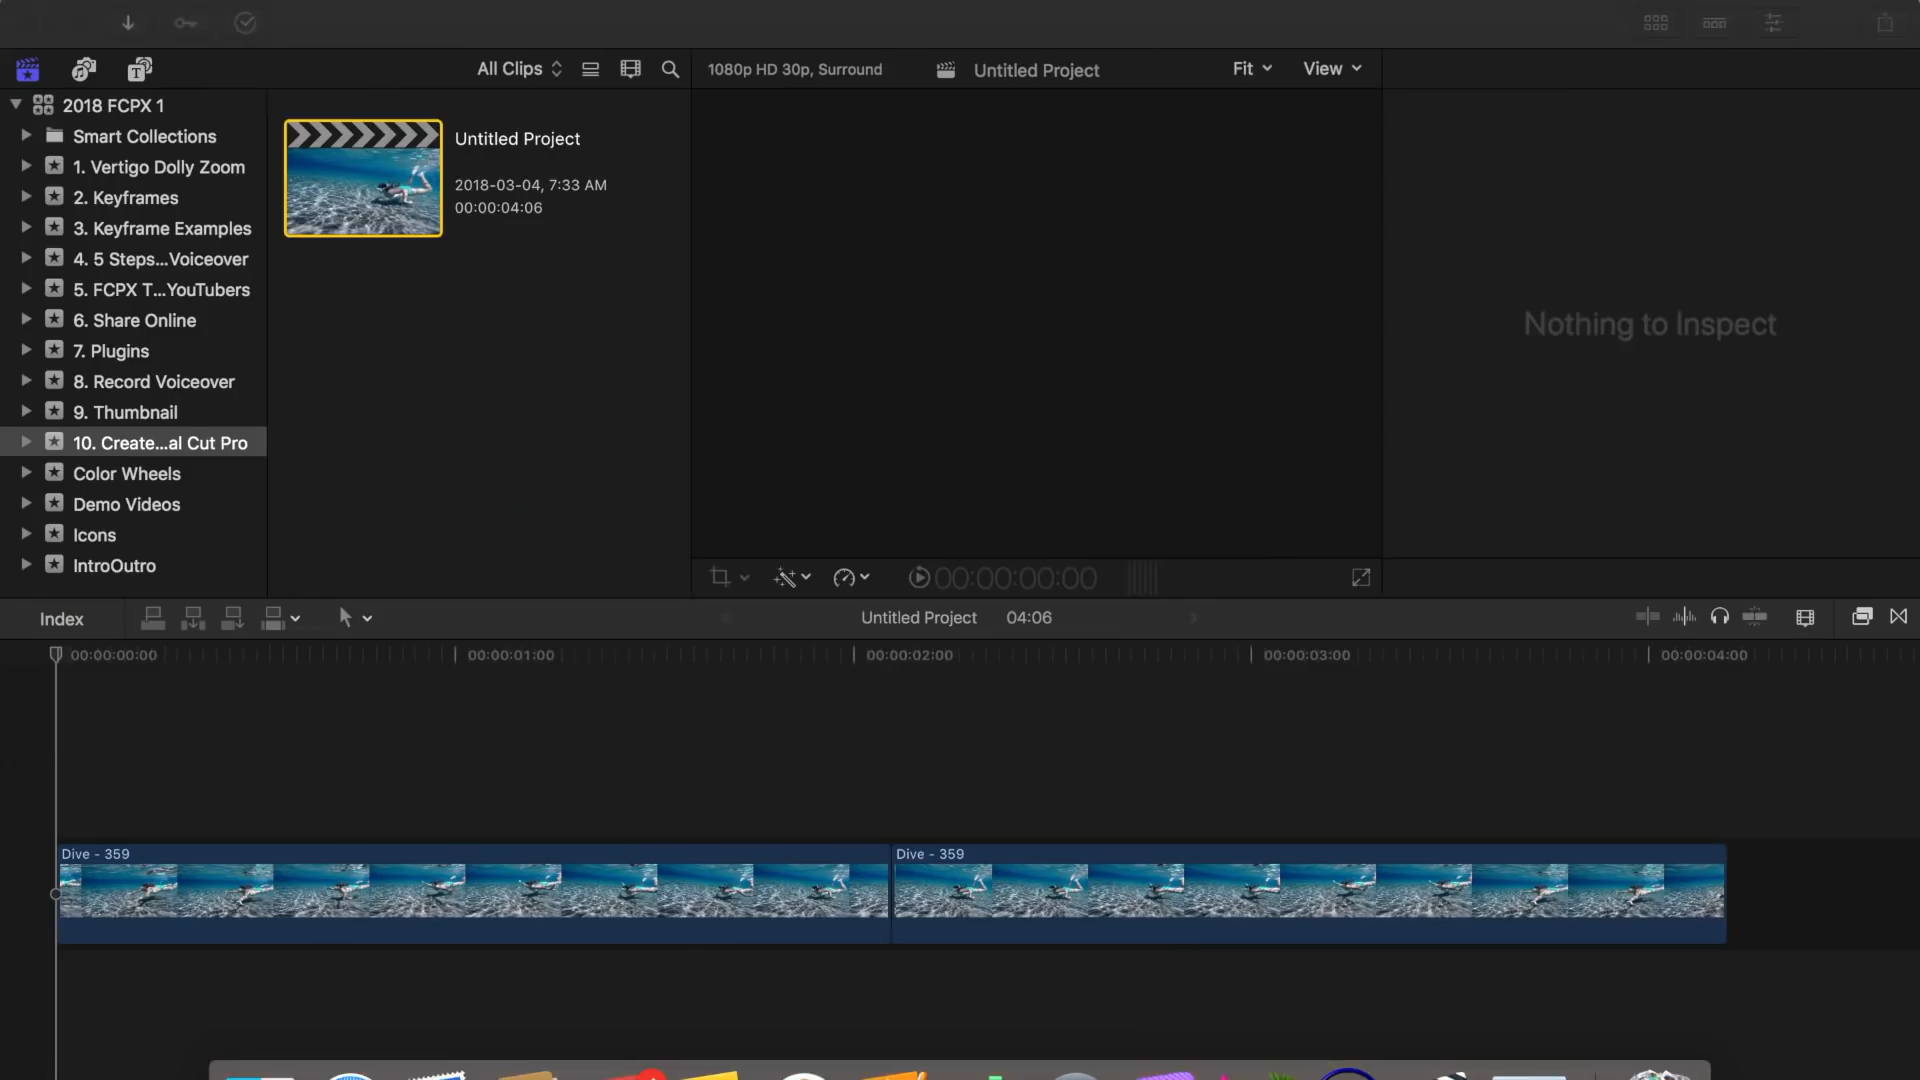 All Clips
1080p HD 30p, Surround
Untitled Project
Fit
View
2018 FCPX 1
Smart Collections
1. Vertigo Dolly Zoom
2. Keyframes
3. Keyframe Examples
4. 5 Steps...Voiceover
5. FCPX T...YouTubers
6. Share Online
7. Plugins
8. Record Voiceover
9. Thumbnail
10. Create...al Cut Pro
Color Wheels
Demo Videos
Icons
IntroOutro
Untitled Project
2018-03-04, 7:33 AM
00:00:04:06
Nothing to Inspect
00:00:00:00
Index
Untitled Project
04:06
00:00:00:00
00:00:01:00
00:00:02:00
00:00:03:00
00:00:04:00
Dive - 359
Dive - 359